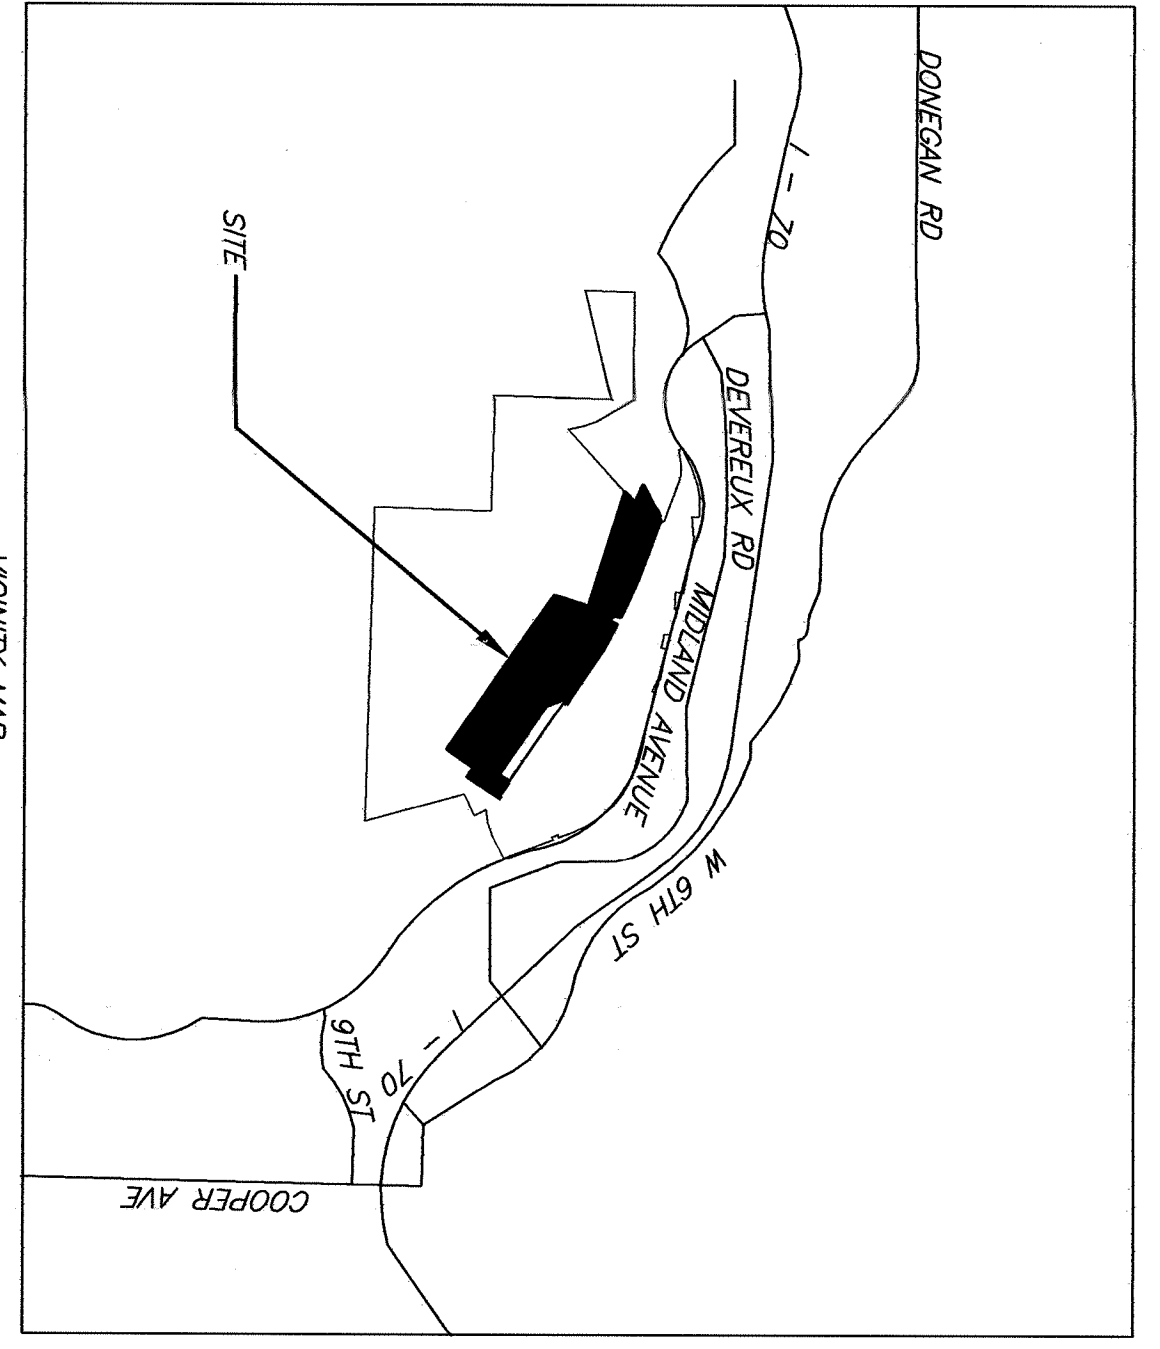 DONEGAN RD
I - 70
SITE
DEVEREUX RD
MIDLAND AVENUE
W 6TH ST
I - 70
9TH ST
COOPER AVE